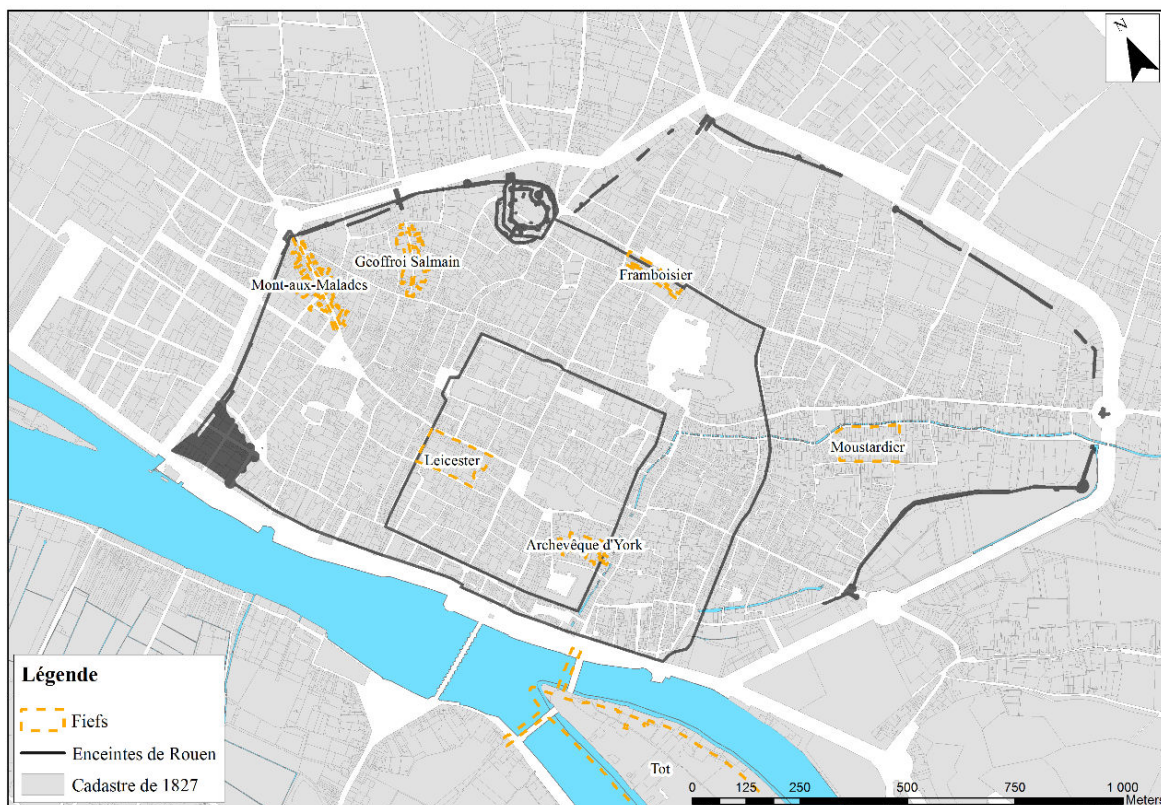 N
Geoffroi Salmain
Mont-aux-Malades
Framboisier
Leicester
Moustardier
Archevêque d'York
Tot
Légende
Fiefs
Enceintes de Rouen
Cadastre de 1827
0 125 250 500 750 1 000
Meters